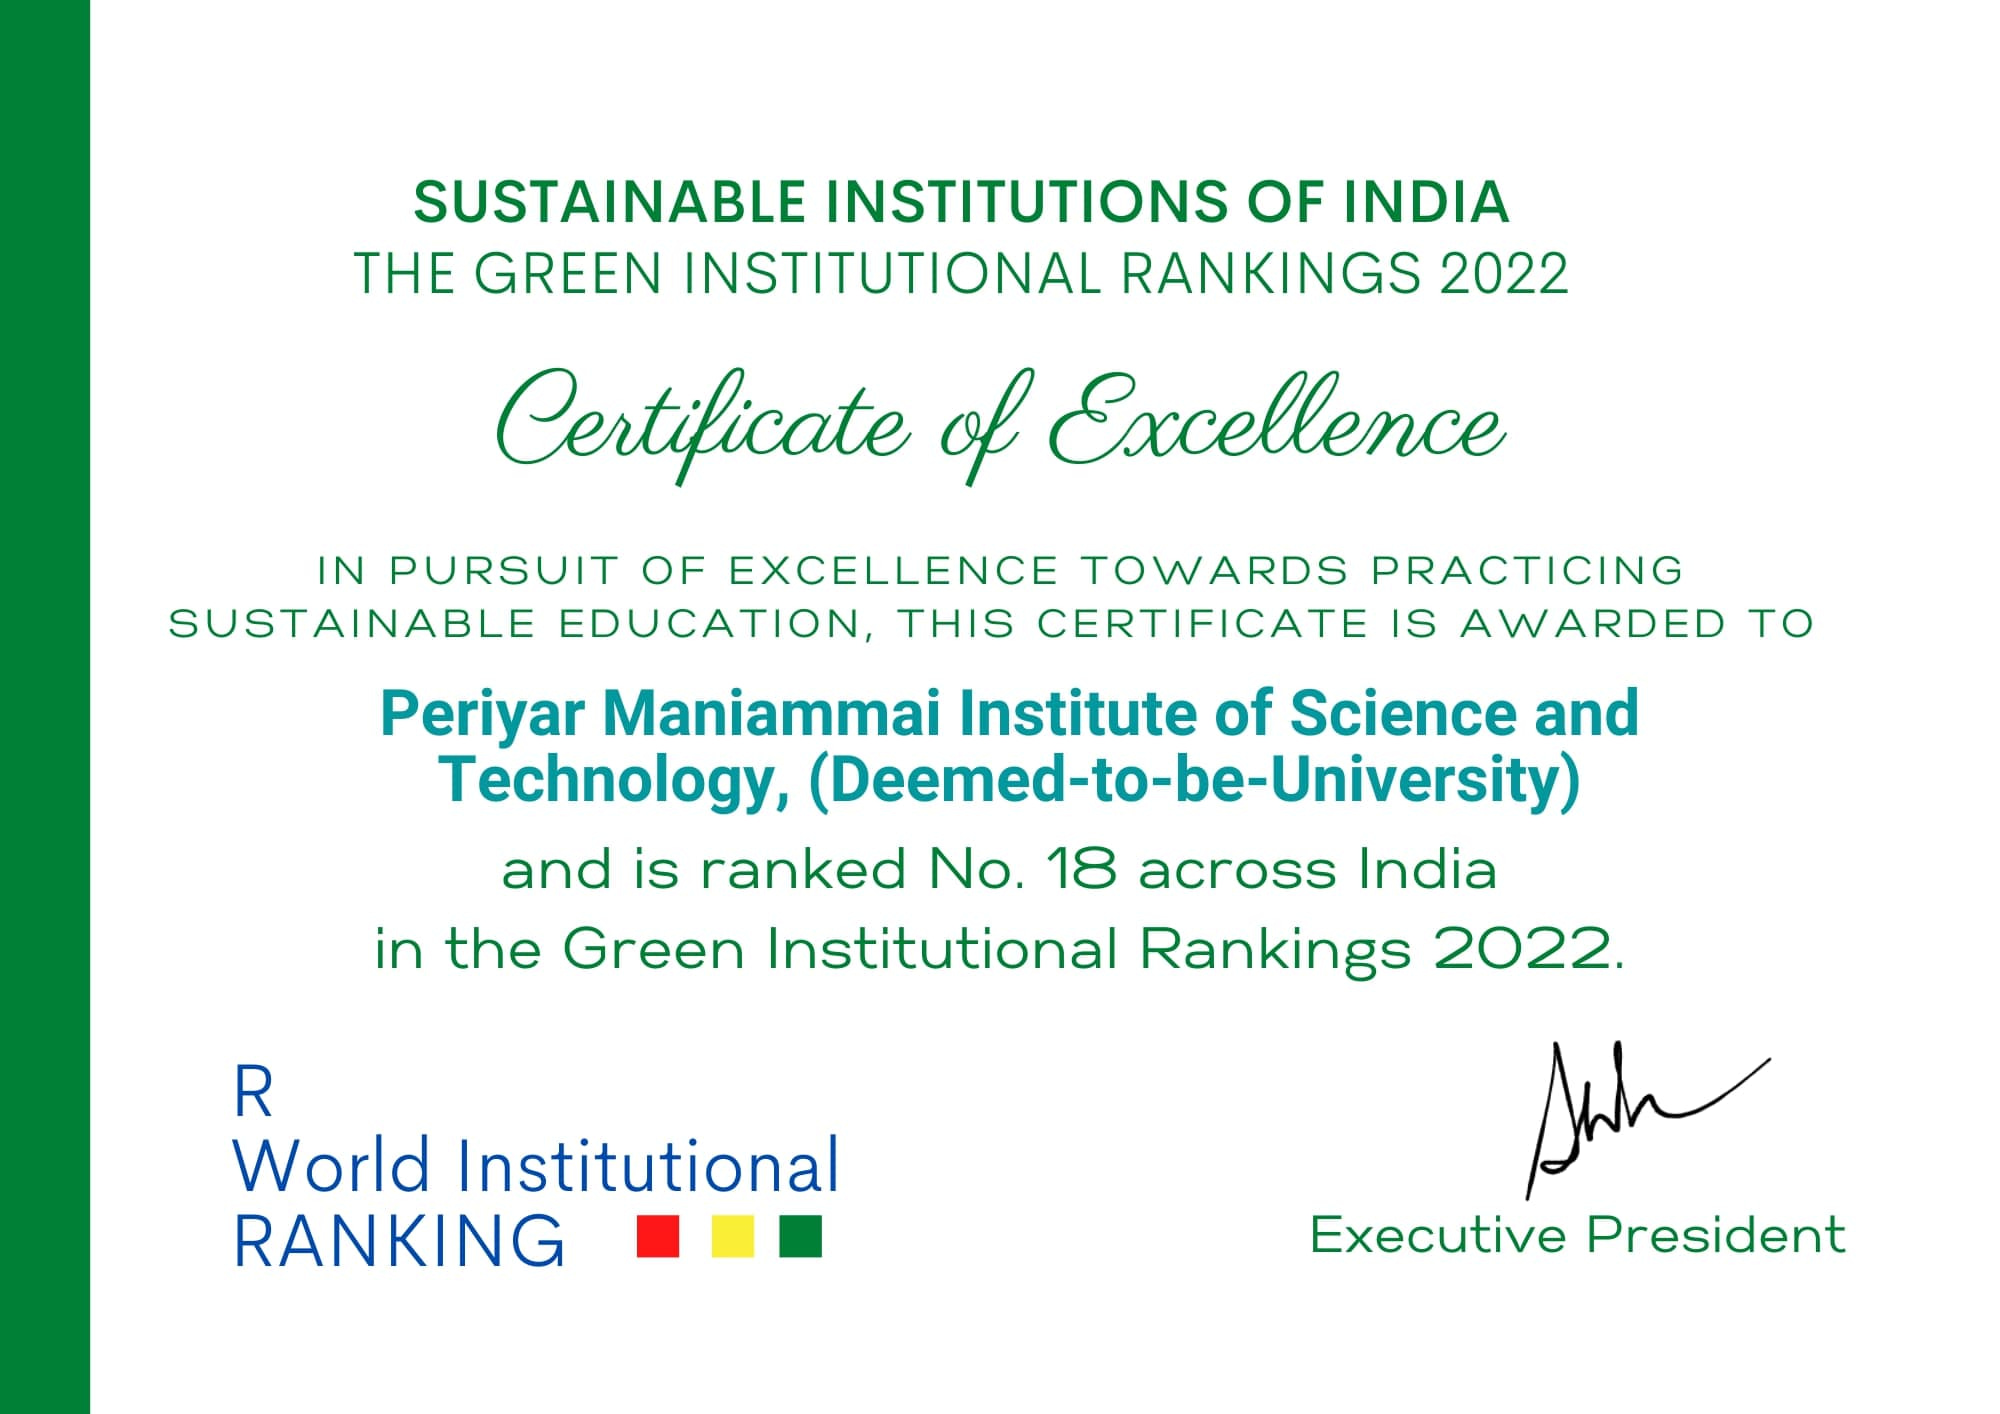 SUSTAINABLE INSTITUTIONS OF INDIA
THE GREEN INSTITUTIONAL RANKINGS 2022
Certificate of Excellence
IN PURSUIT OF EXCELLENCE TOWARDS PRACTICING
SUSTAINABLE EDUCATION, THIS CERTIFICATE IS AWARDED TO
Periyar Maniammai Institute of Science and
Technology, (Deemed-to-be-University)
and is ranked No. 18 across India
in the Green Institutional Rankings 2022.
R
World Institutional
RANKING
Executive President